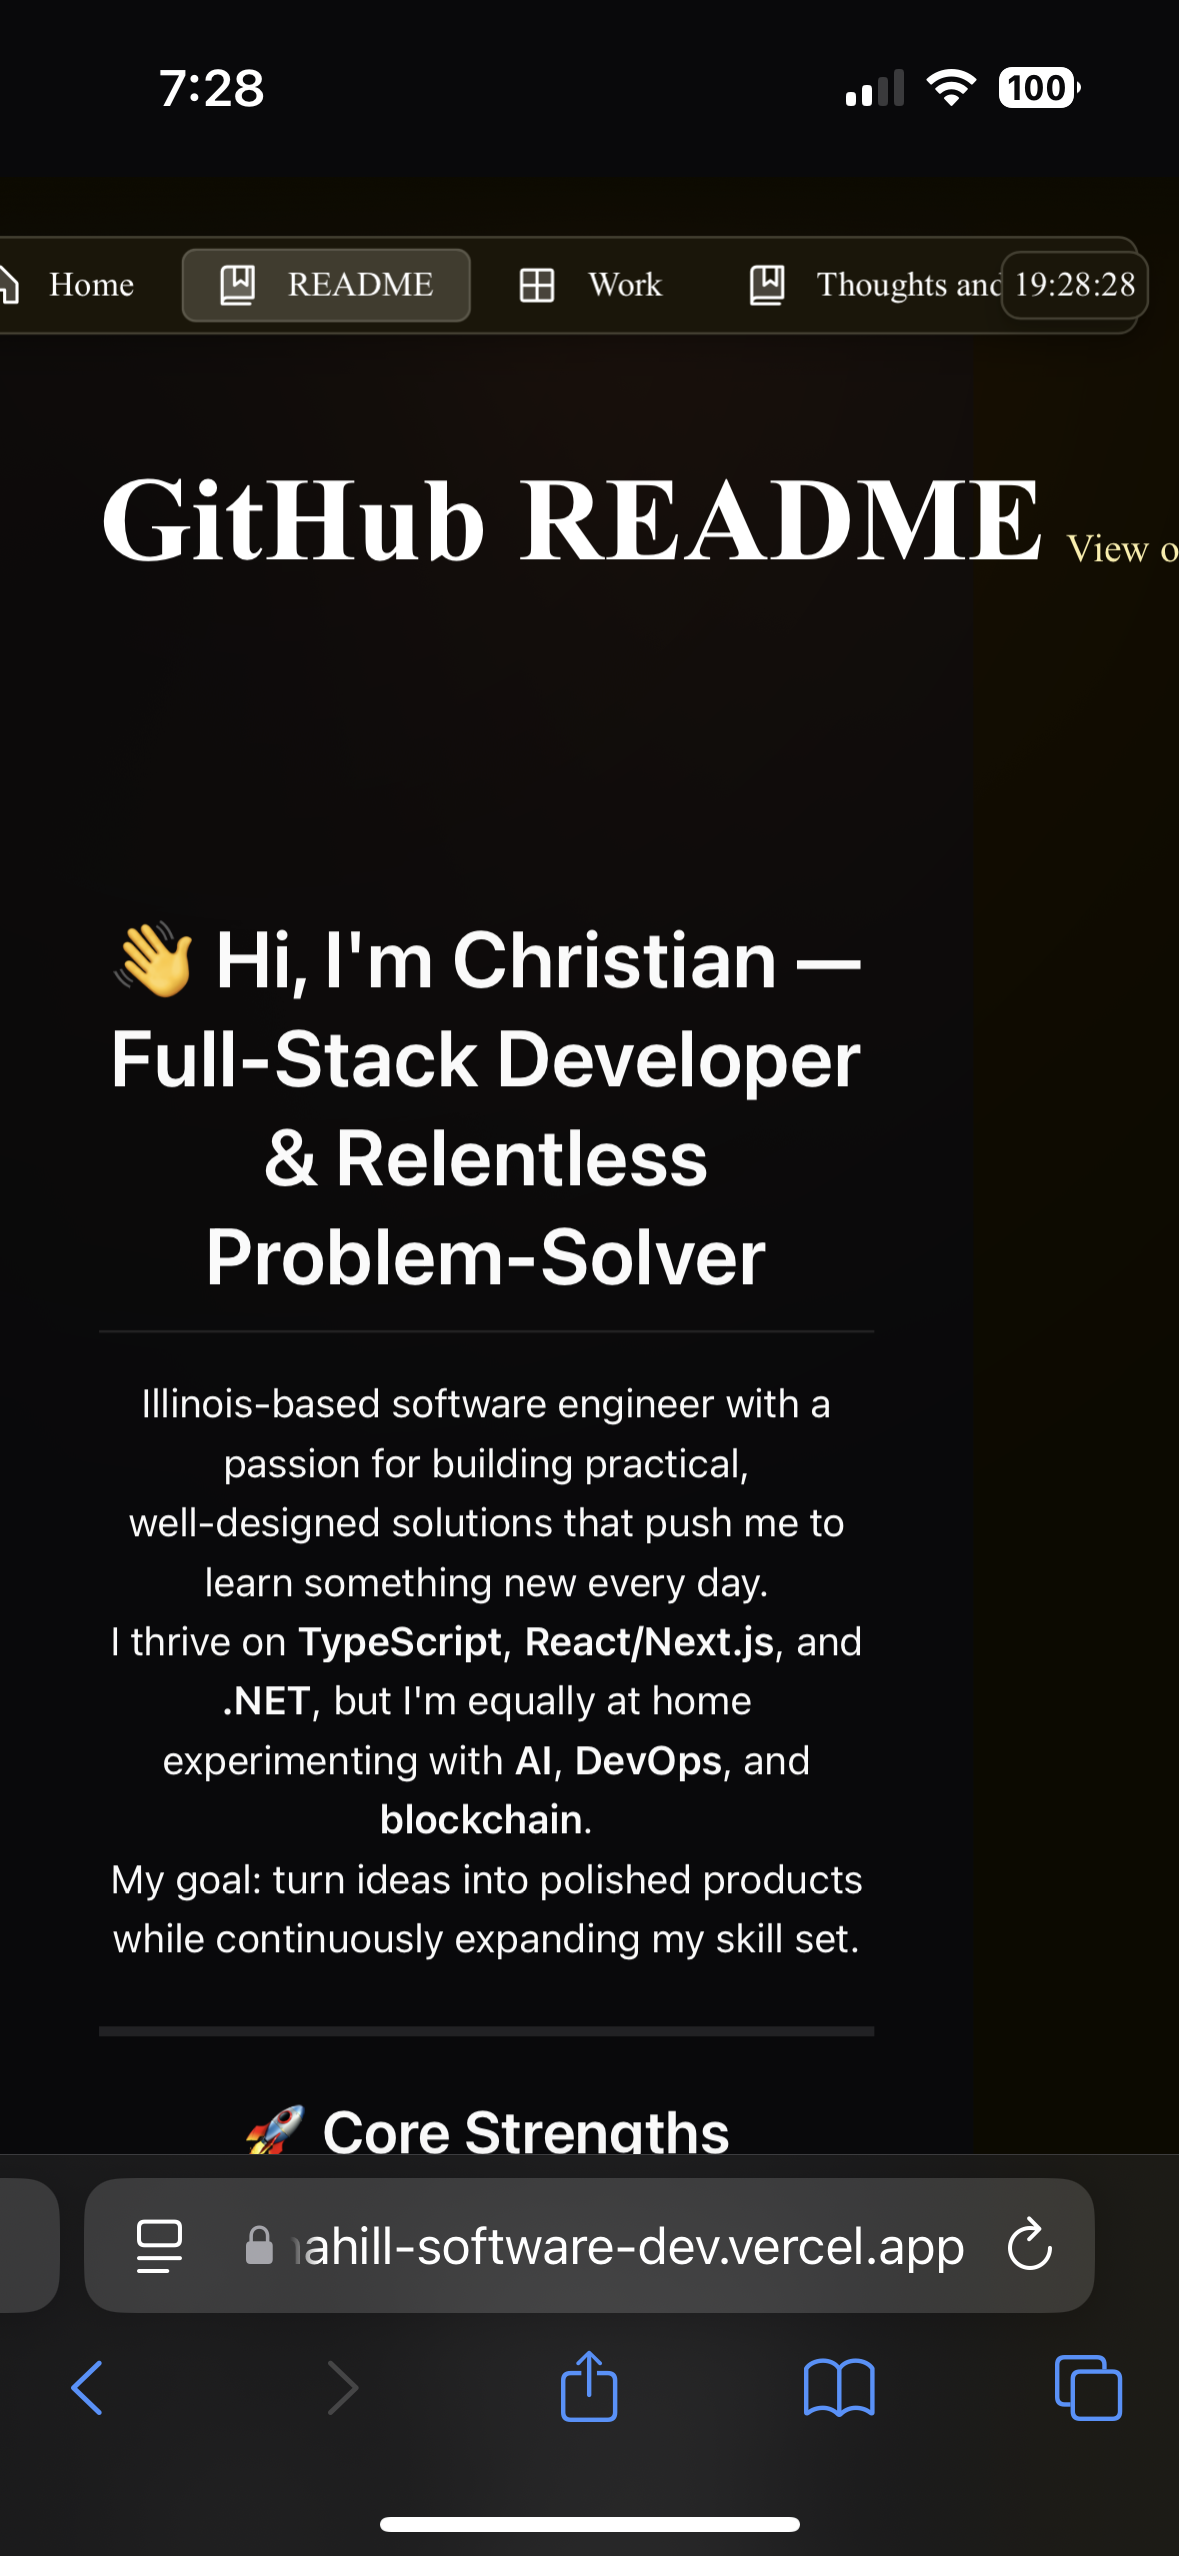 7:28
100
Home README Work Thoughts and 19:28:28
GitHub README View o
👋 Hi, I'm Christian —
Full-Stack Developer
& Relentless
Problem-Solver
Illinois-based software engineer with a
passion for building practical,
well-designed solutions that push me to
learn something new every day.
I thrive on TypeScript, React/Next.js, and
.NET, but I'm equally at home
experimenting with AI, DevOps, and
blockchain.
My goal: turn ideas into polished products
while continuously expanding my skill set.
🚀 Core Strengths
ahill-software-dev.vercel.app